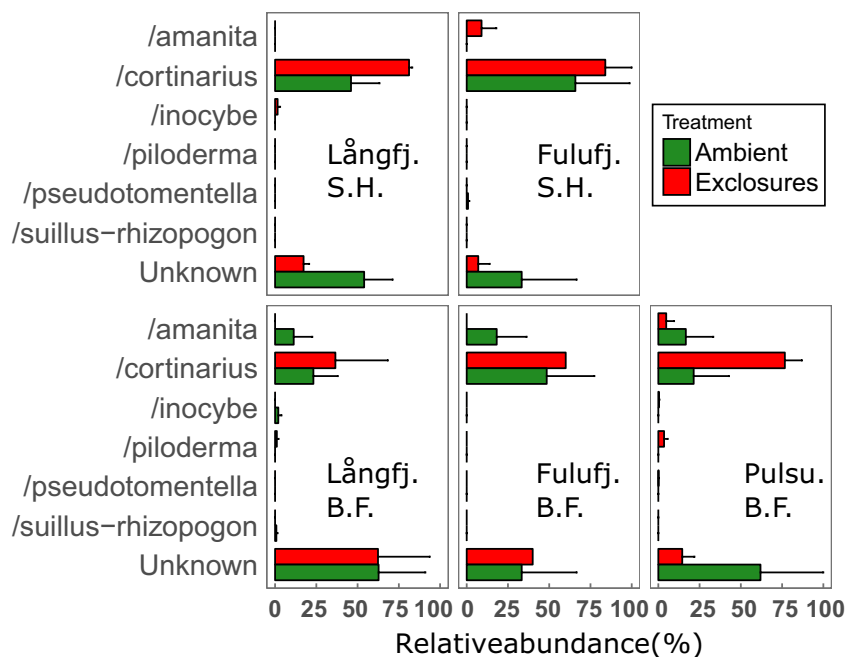 /amanita
/cortinarius
/inocybe
/piloderma
/pseudotomentella
/suillus−rhizopogon
Unknown
Långfj.
S.H.
Fulufj.
S.H.
Treatment
Ambient
Exclosures
/amanita
/cortinarius
/inocybe
/piloderma
/pseudotomentella
/suillus−rhizopogon
Unknown
Långfj.
B.F.
Fulufj.
B.F.
Pulsu.
B.F.
0 25 50 75 100 0 25 50 75 100 0 25 50 75 100
Relativeabundance(%)